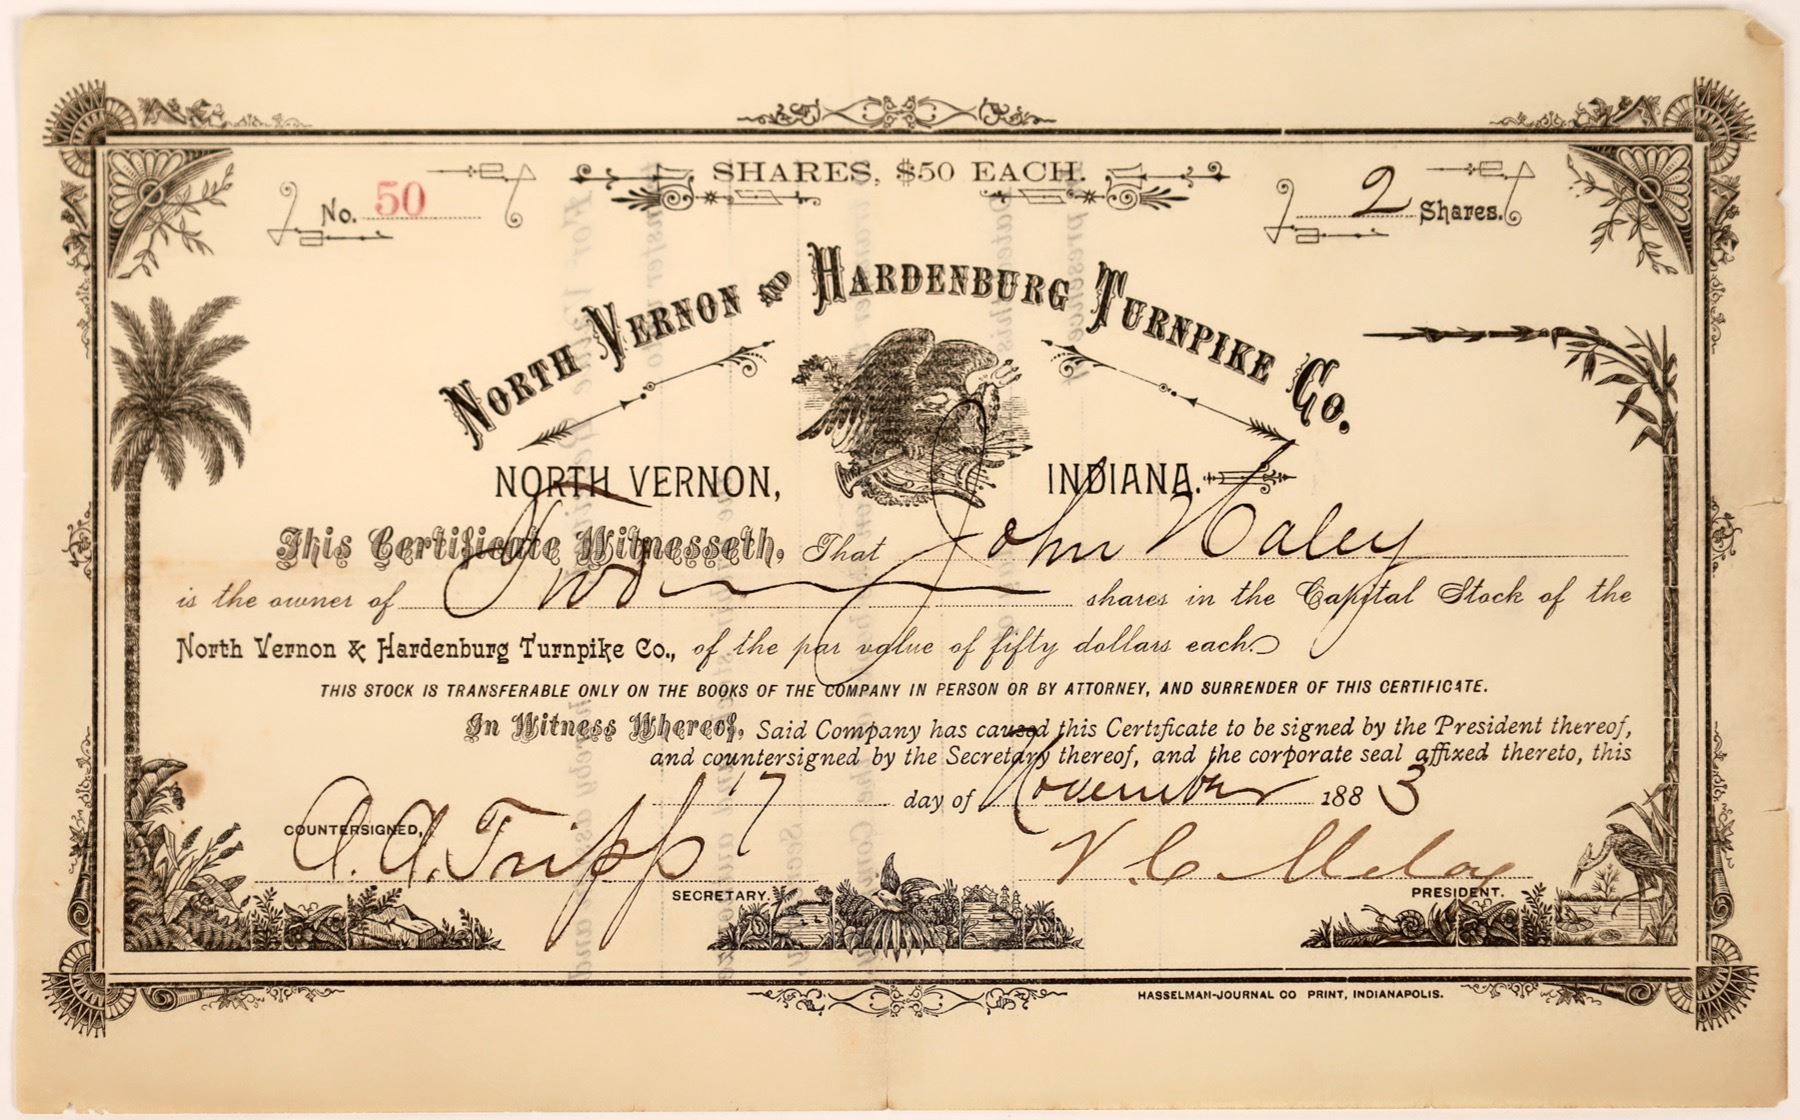 SHARES, $50 EACH.
No. 50
2 Shares.
NORTH VERNON AND HARDENBURG TURNPIKE CO.
NORTH VERNON, INDIANA.
This Certificate Witnesseth, That John Haley
is the owner of Two shares in the Capital Stock of the
North Vernon & Hardenburg Turnpike Co., of the par value of fifty dollars each.
THIS STOCK IS TRANSFERABLE ONLY ON THE BOOKS OF THE COMPANY IN PERSON OR BY ATTORNEY, AND SURRENDER OF THIS CERTIFICATE.
In Witness Whereof, Said Company has caused this Certificate to be signed by the President thereof,
and countersigned by the Secretary thereof, and the corporate seal affixed thereto, this
17 day of November 1883
COUNTERSIGNED,
A. A. Tripp
V. C. Meloy
SECRETARY.
PRESIDENT.
HASSELMAN-JOURNAL CO PRINT, INDIANAPOLIS.